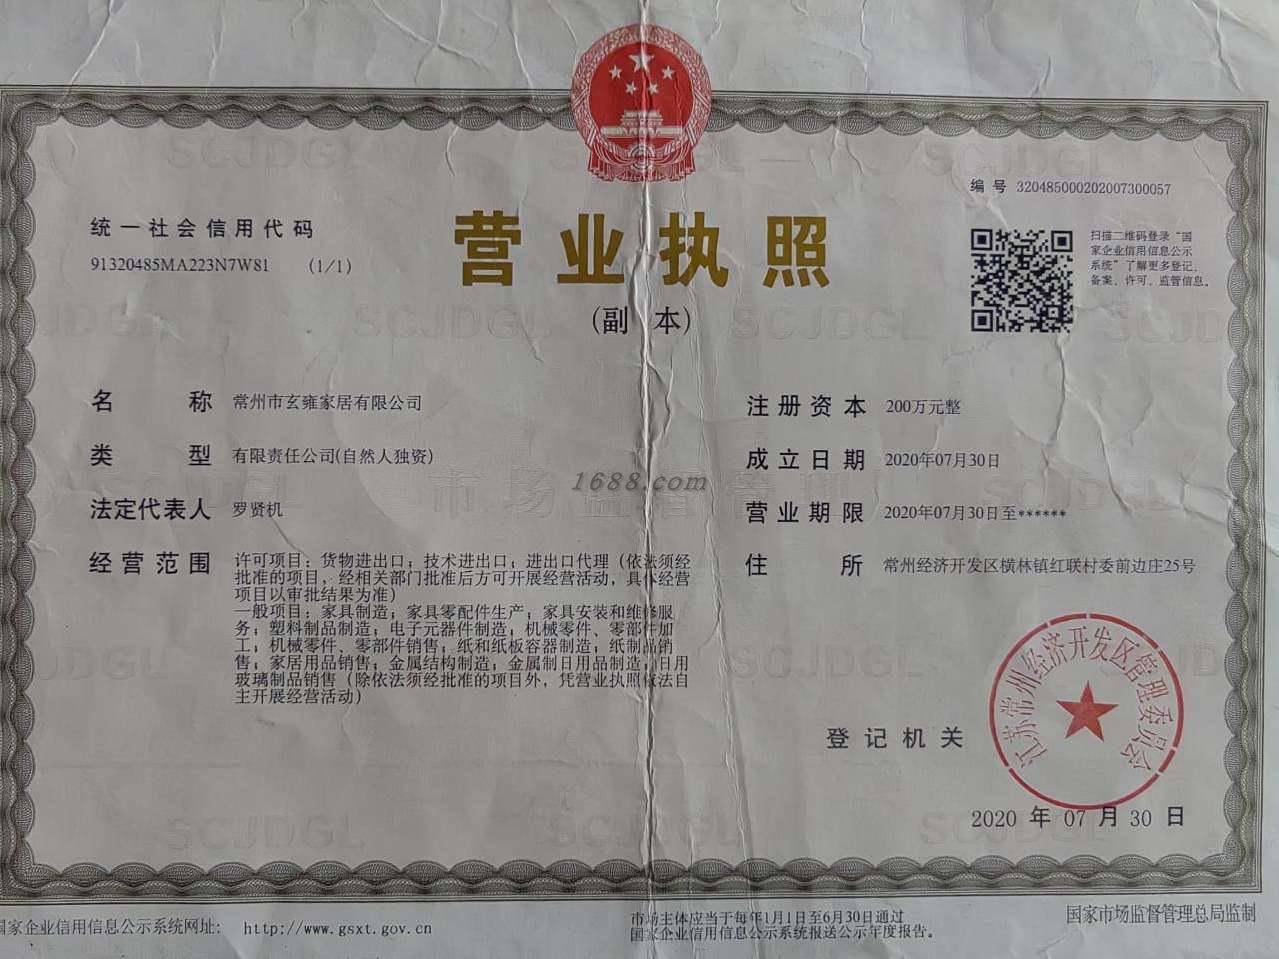 编号 320485000202007300057
统一社会信用代码
91320485MA223N7W81 (1/1)
营业执照
(副本)
扫描二维码登录“国
家企业信用信息公示
系统”了解更多登记、
备案、许可、监管信息。
名称 常州市玄雍家居有限公司
类型 有限责任公司(自然人独资)
法定代表人 罗贤机
经营范围 许可项目：货物进出口；技术进出口；进出口代理（依法须经
批准的项目，经相关部门批准后方可开展经营活动，具体经营
项目以审批结果为准）
一般项目：家具制造；家具零配件生产；家具安装和维修服
务；塑料制品制造；电子元器件制造；机械零件、零部件加
工；机械零件、零部件销售；纸和纸板容器制造；纸制品销
售；家居用品销售；金属结构制造；金属制日用品制造；日用
玻璃制品销售（除依法须经批准的项目外，凭营业执照依法自
主开展经营活动）
注册资本 200万元整
成立日期 2020年07月30日
营业期限 2020年07月30日至******
住所 常州经济开发区横林镇红联村委前边庄25号
1688.com
登记机关
江苏常州经济开发区管理委员会
2020 年 07 月 30 日
国家企业信用信息公示系统网址: http://www.gsxt.gov.cn
市场主体应当于每年1月1日至6月30日通过
国家企业信用信息公示系统报送公示年度报告。
国家市场监督管理总局监制